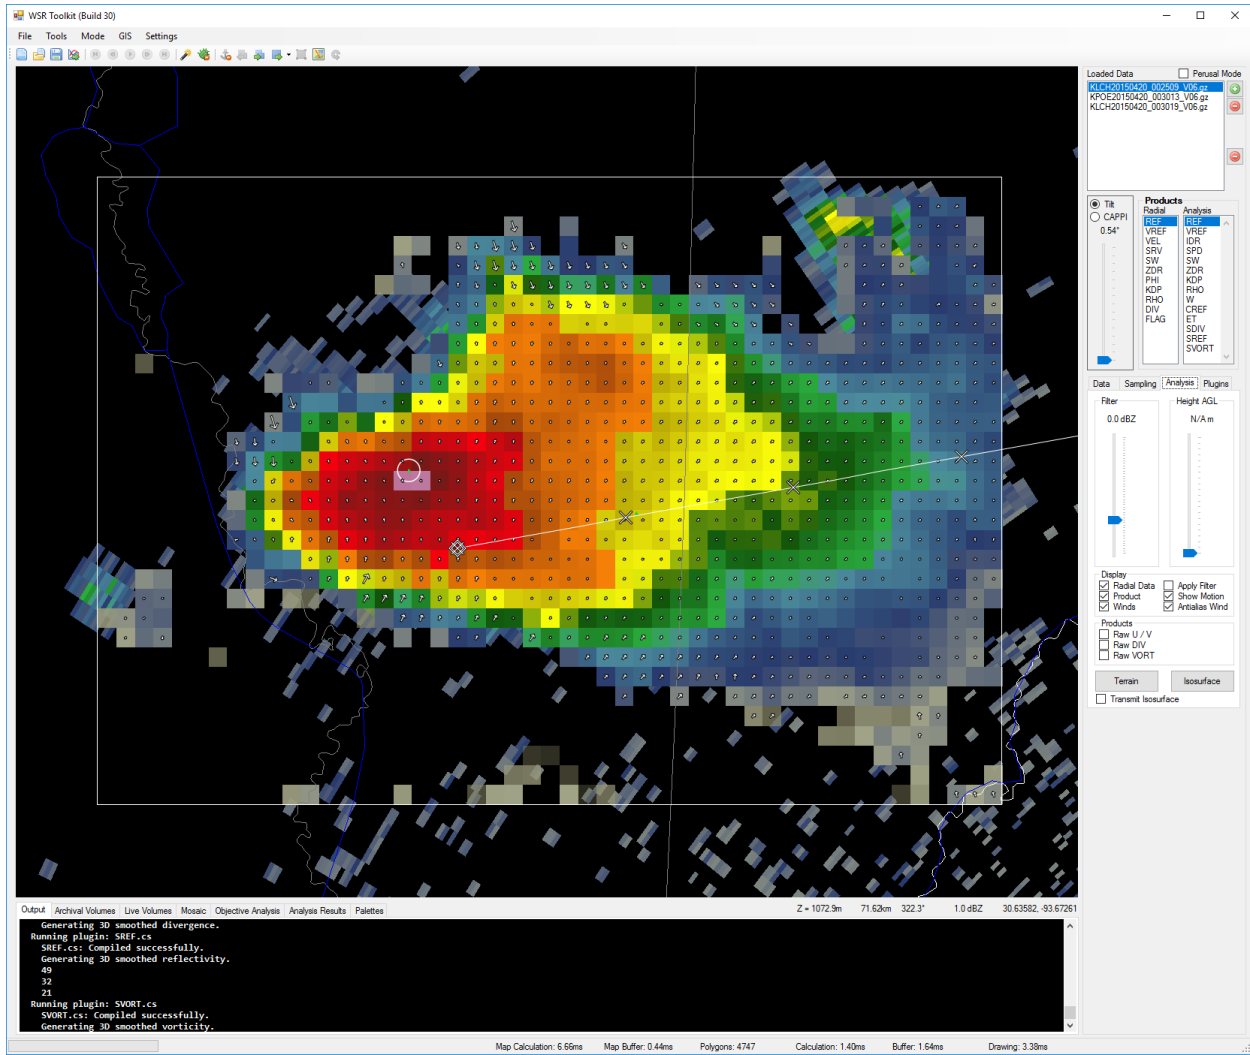 WSR Toolkit (Build 30)
File Tools Mode GIS Settings
Loaded Data Perusal Mode
KLCH20150420_002509_V06.gz
KPOE20150420_003013_V06.gz
KLCH20150420_003019_V06.gz
Tilt
CAPPI
0.54°
Products
Radial Analysis
REF REF
VREF VREF
VEL IDR
SRV SPD
SW SW
ZDR ZDR
PHI KDP
KDP RHO
RHO W
DIV CREF
FLAG ET
SDIV
SREF
SVORT
Data Sampling Analysis Plugins
Filter Height AGL
0.0 dBZ N/A m
Display
Radial Data Apply Filter
Product Show Motion
Winds Antialias Wind
Products
Raw U / V
Raw DIV
Raw VORT
Terrain Isosurface
Transmit Isosurface
Output Archival Volumes Live Volumes Mosaic Objective Analysis Analysis Results Palettes Z = 1072.9m 71.62km 322.3° 1.0 dBZ 30.63582, -93.67261
Generating 3D smoothed divergence.
Running plugin: SREF.cs
SREF.cs: Compiled successfully.
Generating 3D smoothed reflectivity.
49
32
21
Running plugin: SVORT.cs
SVORT.cs: Compiled successfully.
Generating 3D smoothed vorticity.
Map Calculation: 6.66ms Map Buffer: 0.44ms Polygons: 4747 Calculation: 1.40ms Buffer: 1.64ms Drawing: 3.38ms